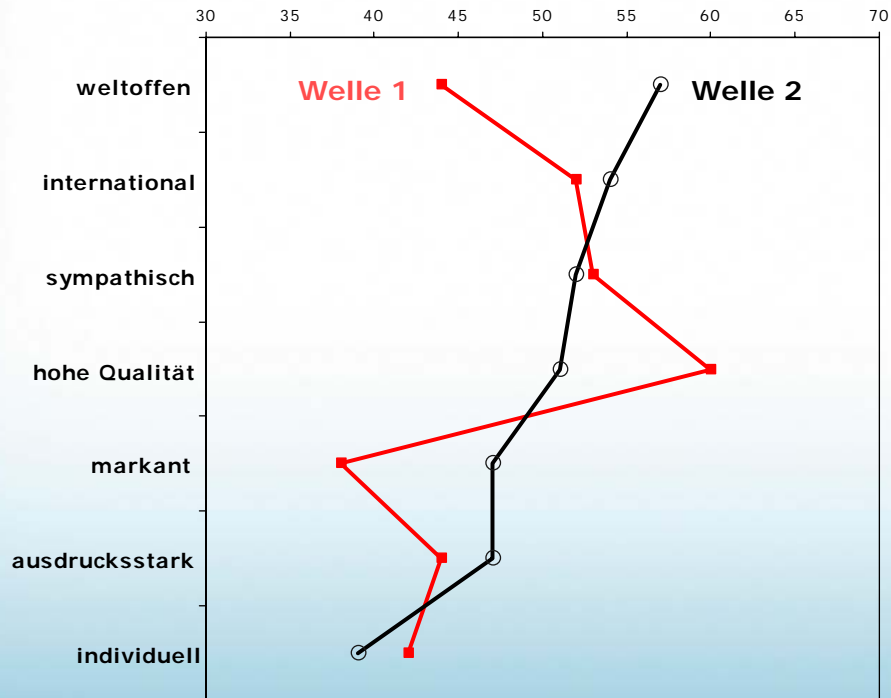 30 35 40 45 50 55 60 65 70
weltoffen Welle 1 Welle 2
international
sympathisch
hohe Qualität
markant
ausdrucksstark
individuell